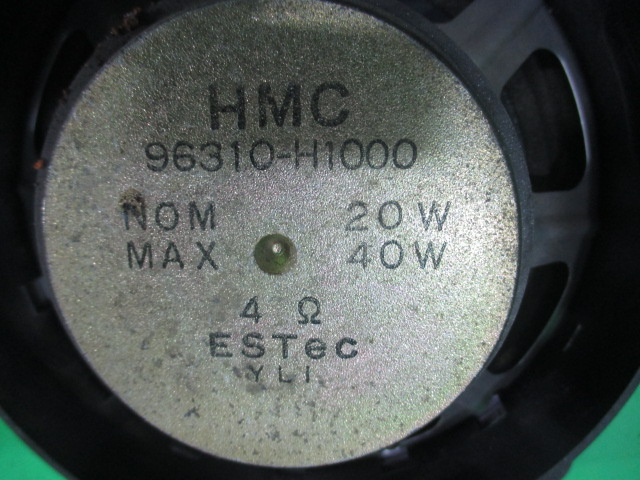 HMC
96310-H1000
NOM 20W
MAX 40W
4 Ω
ESTec
YLI